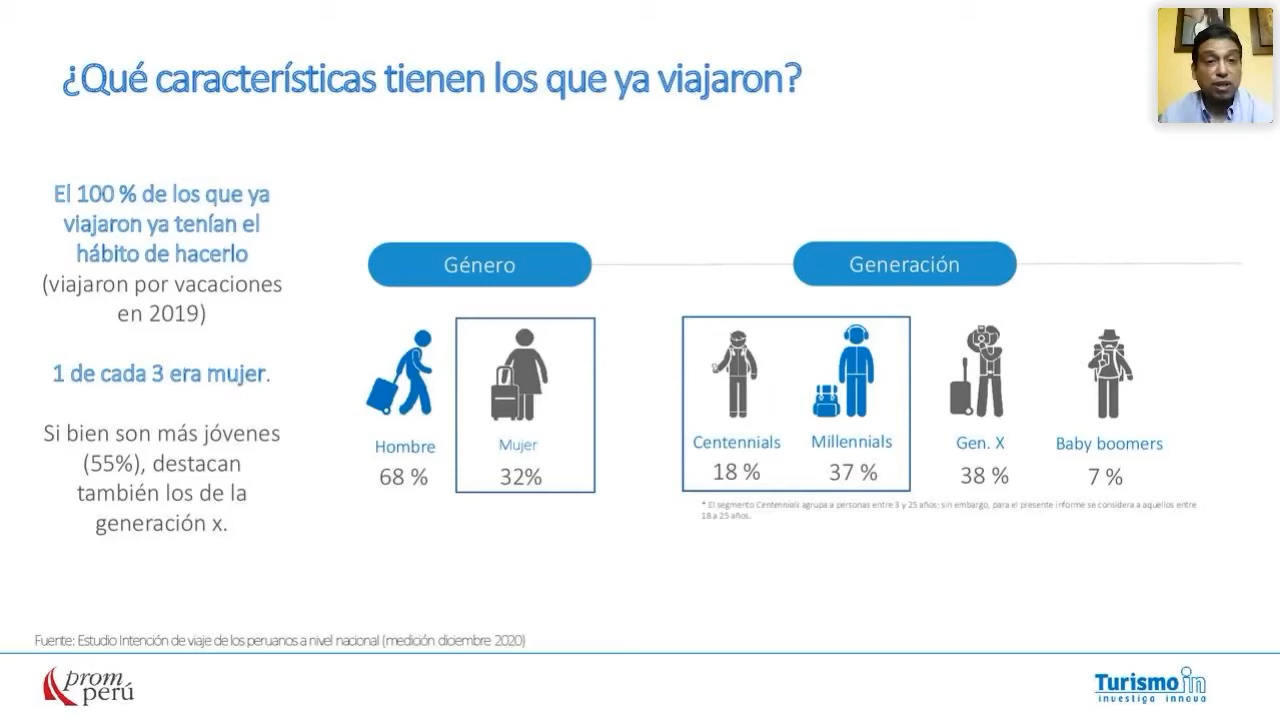 ¿Qué características tienen los que ya viajaron?
El 100 % de los que ya
viajaron ya tenían el
hábito de hacerlo
(viajaron por vacaciones
en 2019)
1 de cada 3 era mujer.
Si bien son más jóvenes
(55%), destacan
también los de la
generación x.
Género
Hombre
68 %
Mujer
32%
Generación
Centennials
18 %
Millennials
37 %
Gen. X
38 %
Baby boomers
7 %
* El segmento Centennials agrupa a personas entre 3 y 25 años; sin embargo, para el presente informe se considera a aquellos entre
18 a 25 años.
Fuente: Estudio Intención de viaje de los peruanos a nivel nacional (medición diciembre 2020)
prom
perú
Turismo in
investiga innova